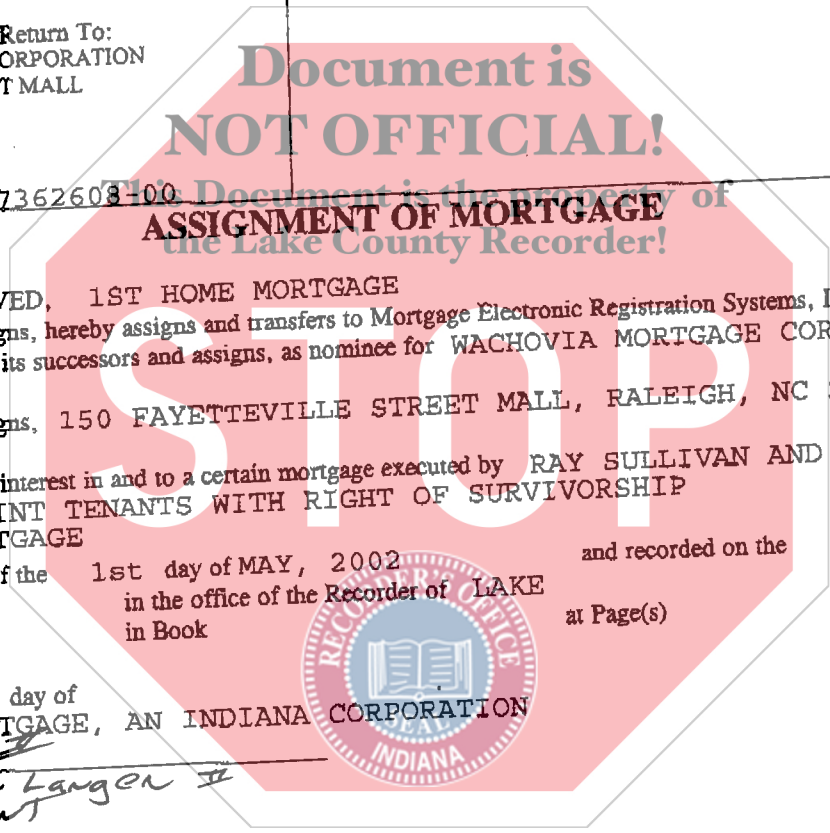 Return To:
ORPORATION
T MALL
Document is
NOT OFFICIAL!
This Document is the property of
the Lake County Recorder!
7362608-00
ASSIGNMENT OF MORTGAGE
VED, 1ST HOME MORTGAGE
gns, hereby assigns and transfers to Mortgage Electronic Registration Systems, I
its successors and assigns, as nominee for WACHOVIA MORTGAGE COR
gns, 150 FAYETTEVILLE STREET MALL, RALEIGH, NC
interest in and to a certain mortgage executed by RAY SULLIVAN AND
INT TENANTS WITH RIGHT OF SURVIVORSHIP
TGAGE
f the 1st day of MAY, 2002 and recorded on the
in the office of the Recorder of LAKE
in Book at Page(s)
day of
TGAGE, AN INDIANA CORPORATION
Langen II
STOP
RECORDER'S OFFICE
SEAL
INDIANA